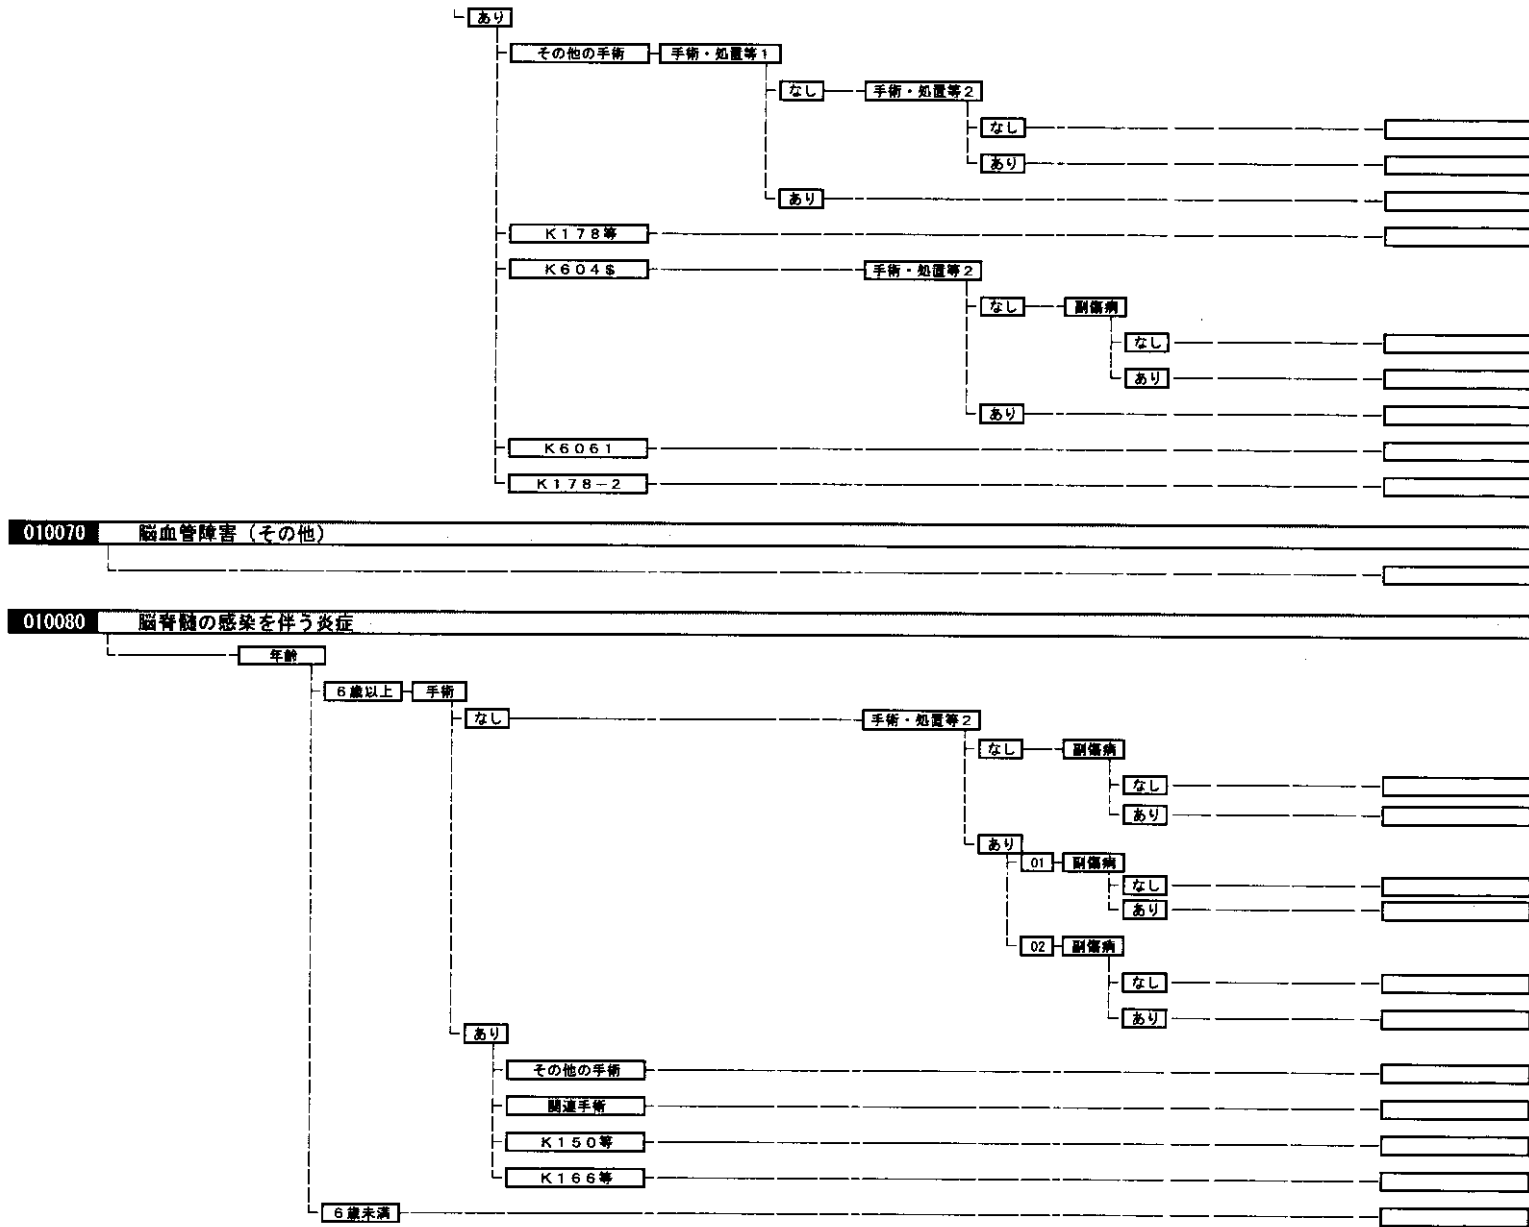 あり
その他の手術 手術・処置等1
なし 手術・処置等2
なし
あり
あり
K178等
K604$ 手術・処置等2
なし 副傷病
なし
あり
あり
K6061
K178-2
010070 脳血管障害(その他)
010080 脳脊髄の感染を伴う炎症
年齢
6歳以上 手術
なし 手術・処置等2
なし 副傷病
なし
あり
あり
01 副傷病
なし
あり
02 副傷病
なし
あり
あり
その他の手術
関連手術
K150等
K166等
6歳未満